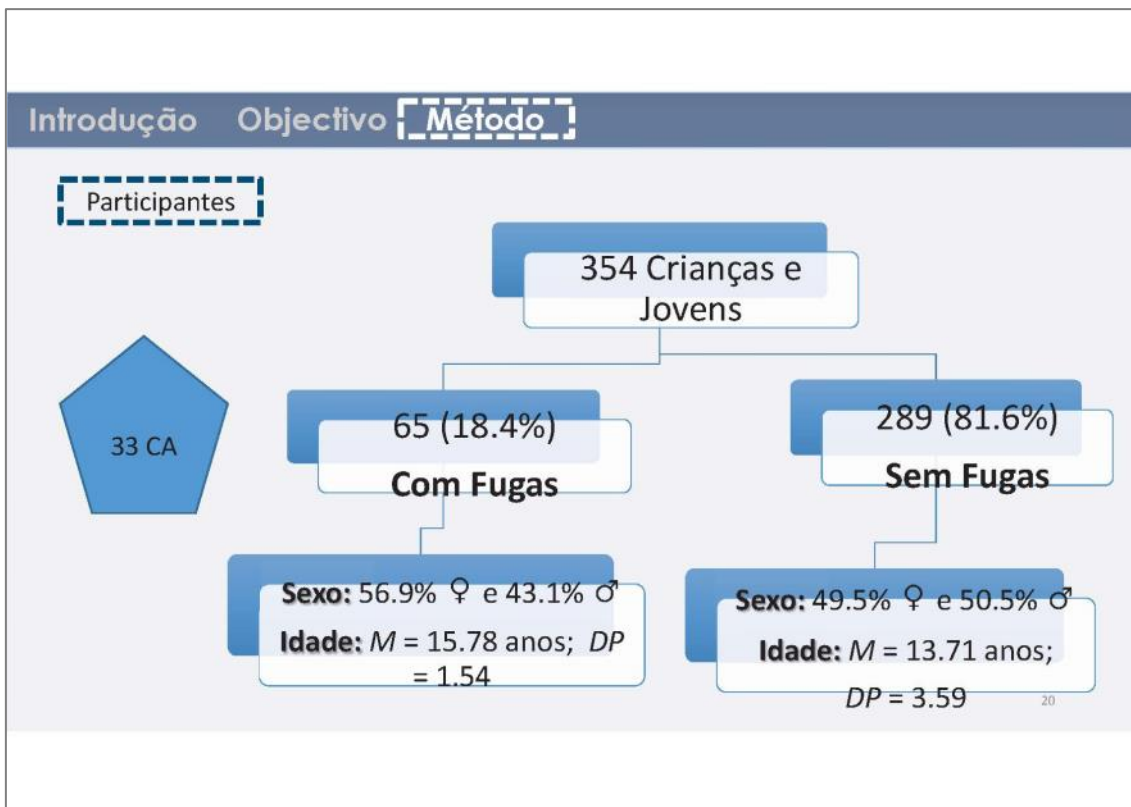 Introdução Objectivo Método
Participantes
354 Crianças e
Jovens
33 CA
65 (18.4%)
Com Fugas
289 (81.6%)
Sem Fugas
Sexo: 56.9% ♀ e 43.1% ♂
Idade: M = 15.78 anos; DP
= 1.54
Sexo: 49.5% ♀ e 50.5% ♂
Idade: M = 13.71 anos;
DP = 3.59
20